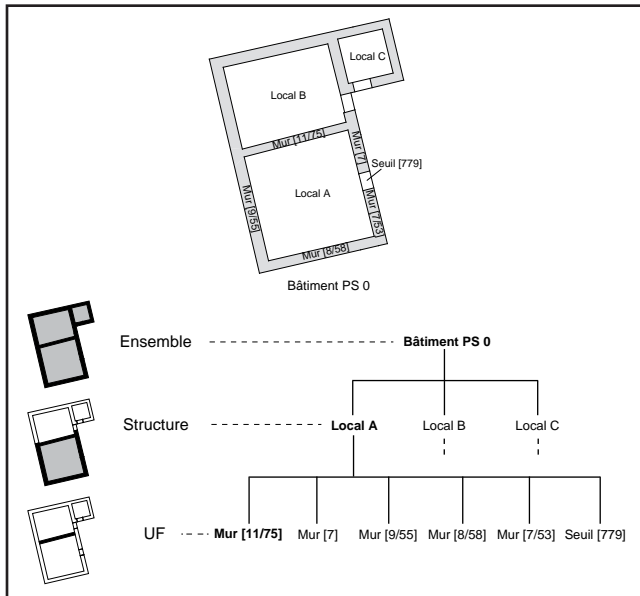 Local C
Local B
Mur [11/75]
Mur [7]
Seuil [779]
Local A
Mur [9/55]
Mur [7/53]
Mur [8/58]
Bâtiment PS 0
Ensemble Bâtiment PS 0
Structure Local A Local B Local C
UF Mur [11/75] Mur [7] Mur [9/55] Mur [8/58] Mur [7/53] Seuil [779]